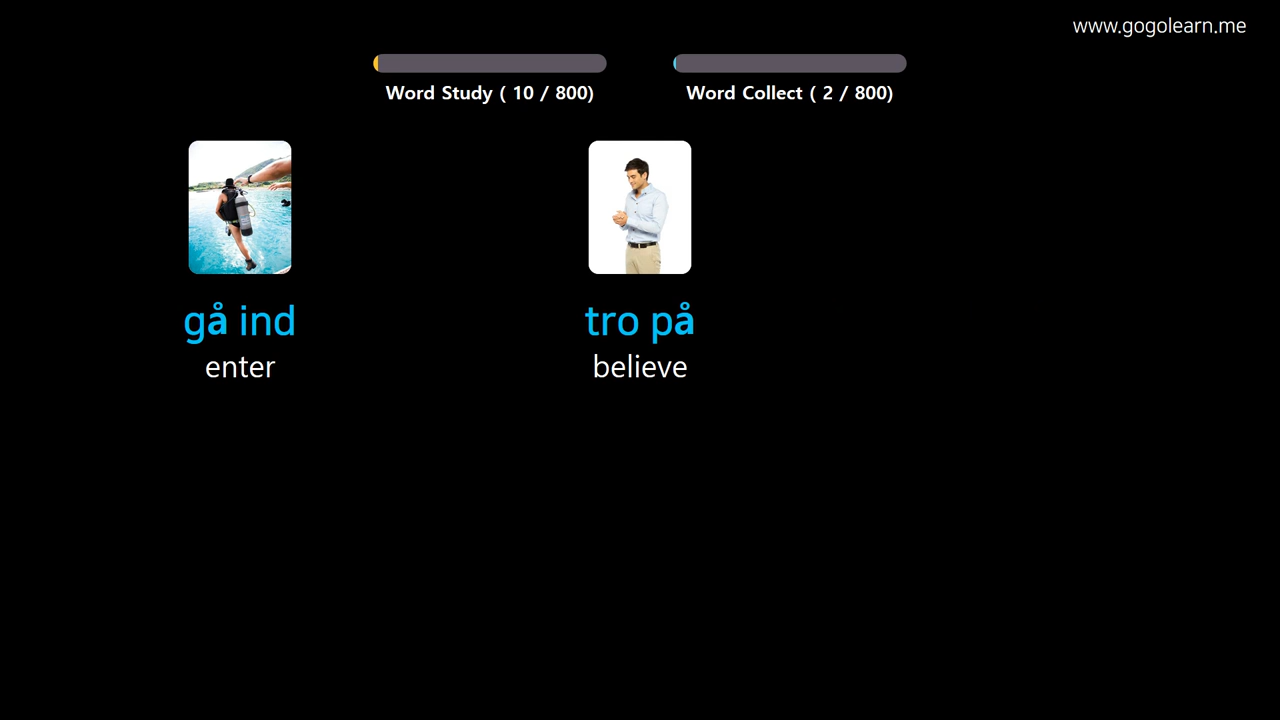 www.gogolearn.me
Word Study ( 10 / 800)
Word Collect ( 2 / 800)
gå ind
enter
tro på
believe